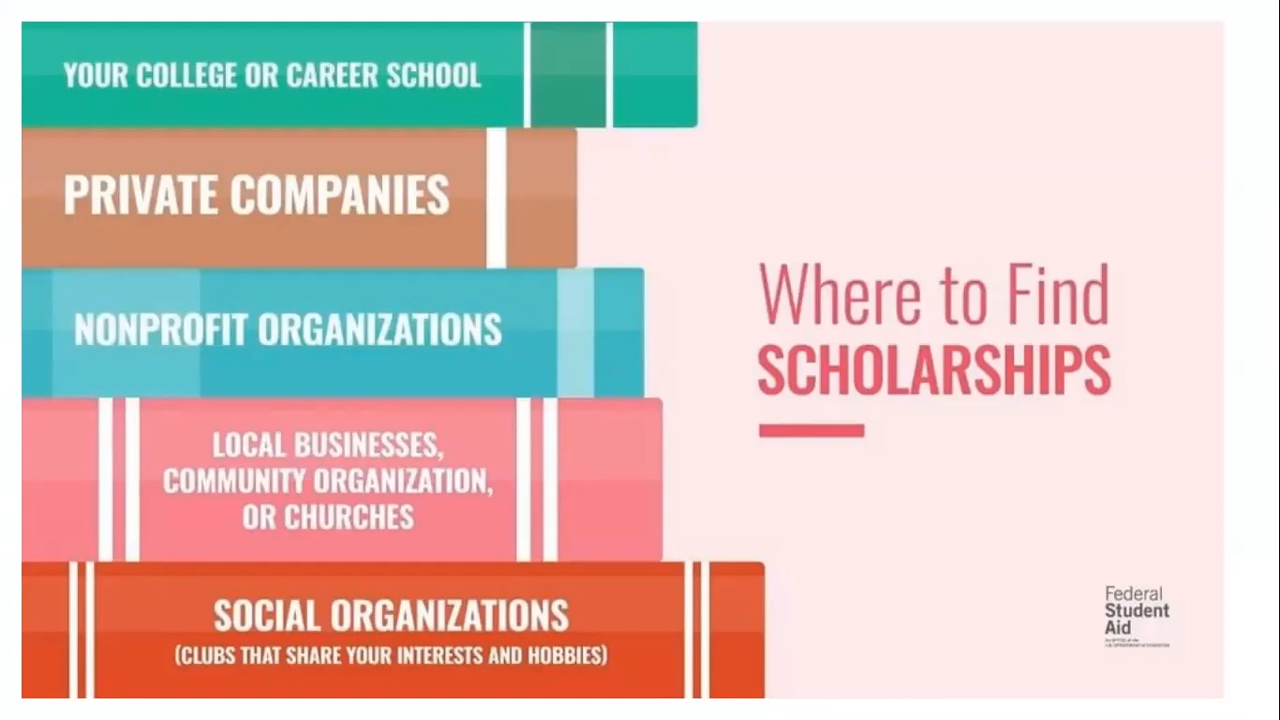 YOUR COLLEGE OR CAREER SCHOOL
PRIVATE COMPANIES
NONPROFIT ORGANIZATIONS
LOCAL BUSINESSES,
COMMUNITY ORGANIZATION,
OR CHURCHES
SOCIAL ORGANIZATIONS
(CLUBS THAT SHARE YOUR INTERESTS AND HOBBIES)
Where to Find
SCHOLARSHIPS
Federal
Student
Aid